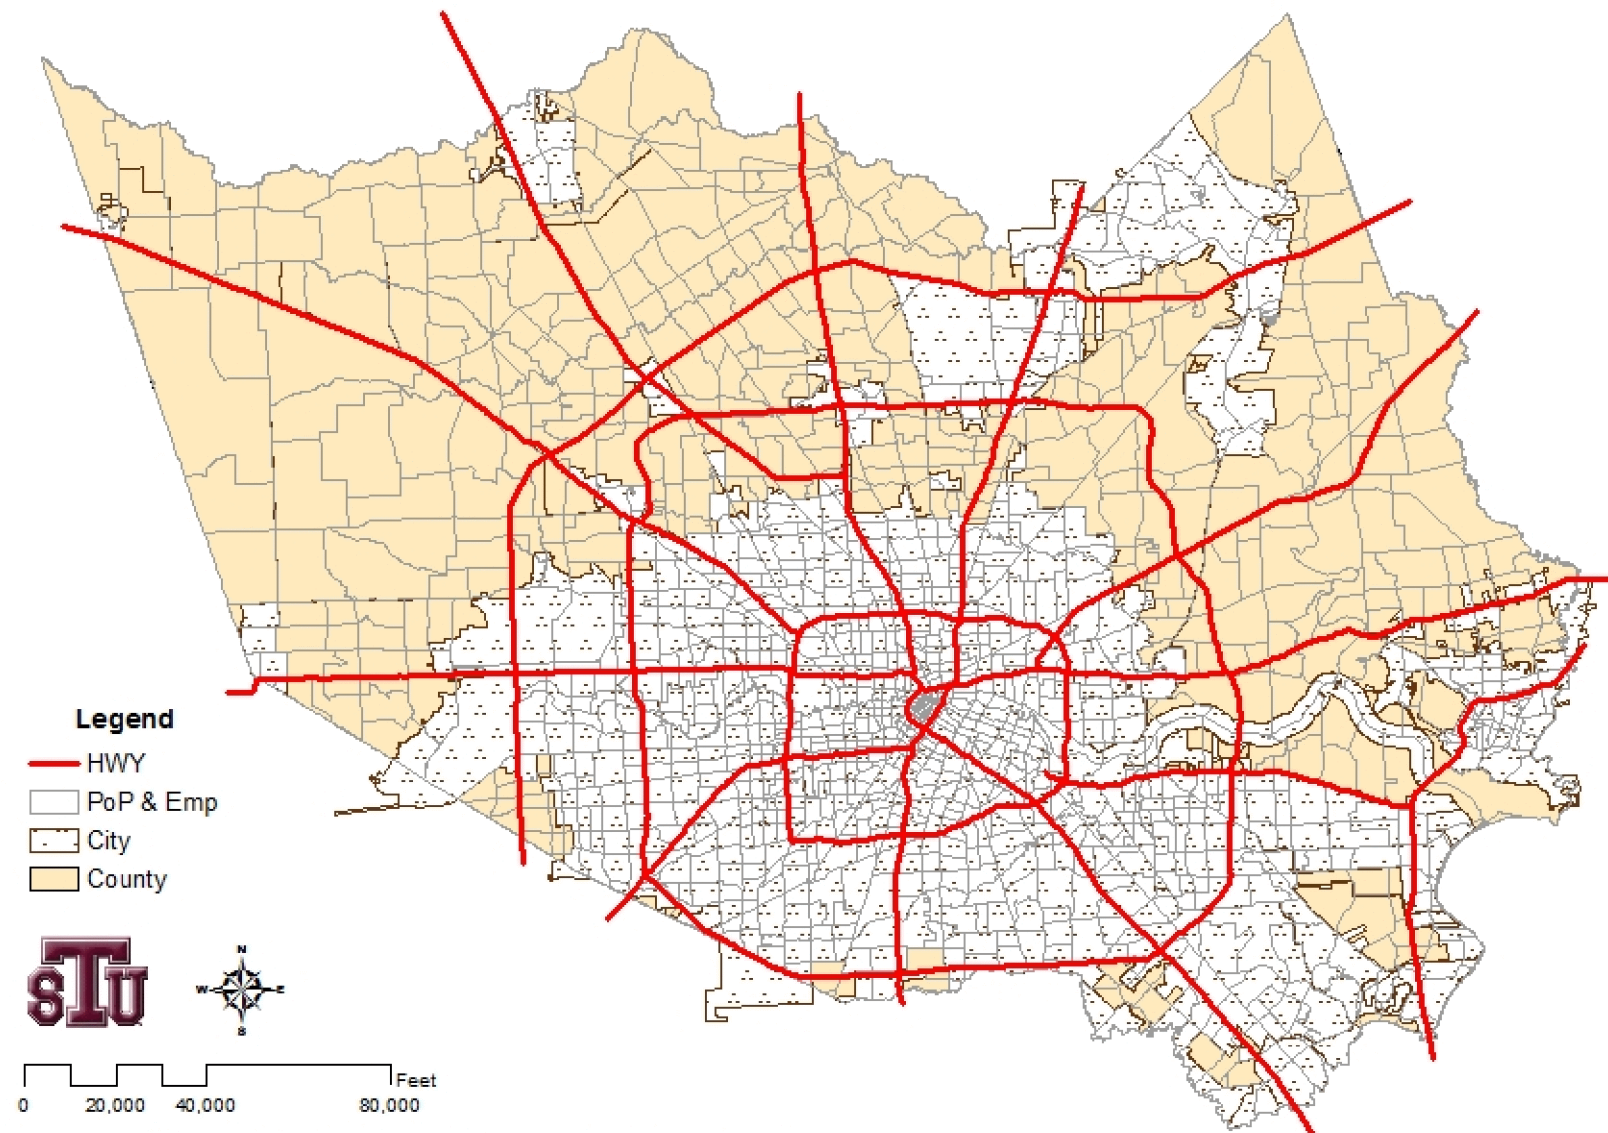 Legend
HWY
PoP & Emp
City
County
STU
N
W E
S
Feet
0 20,000 40,000 80,000